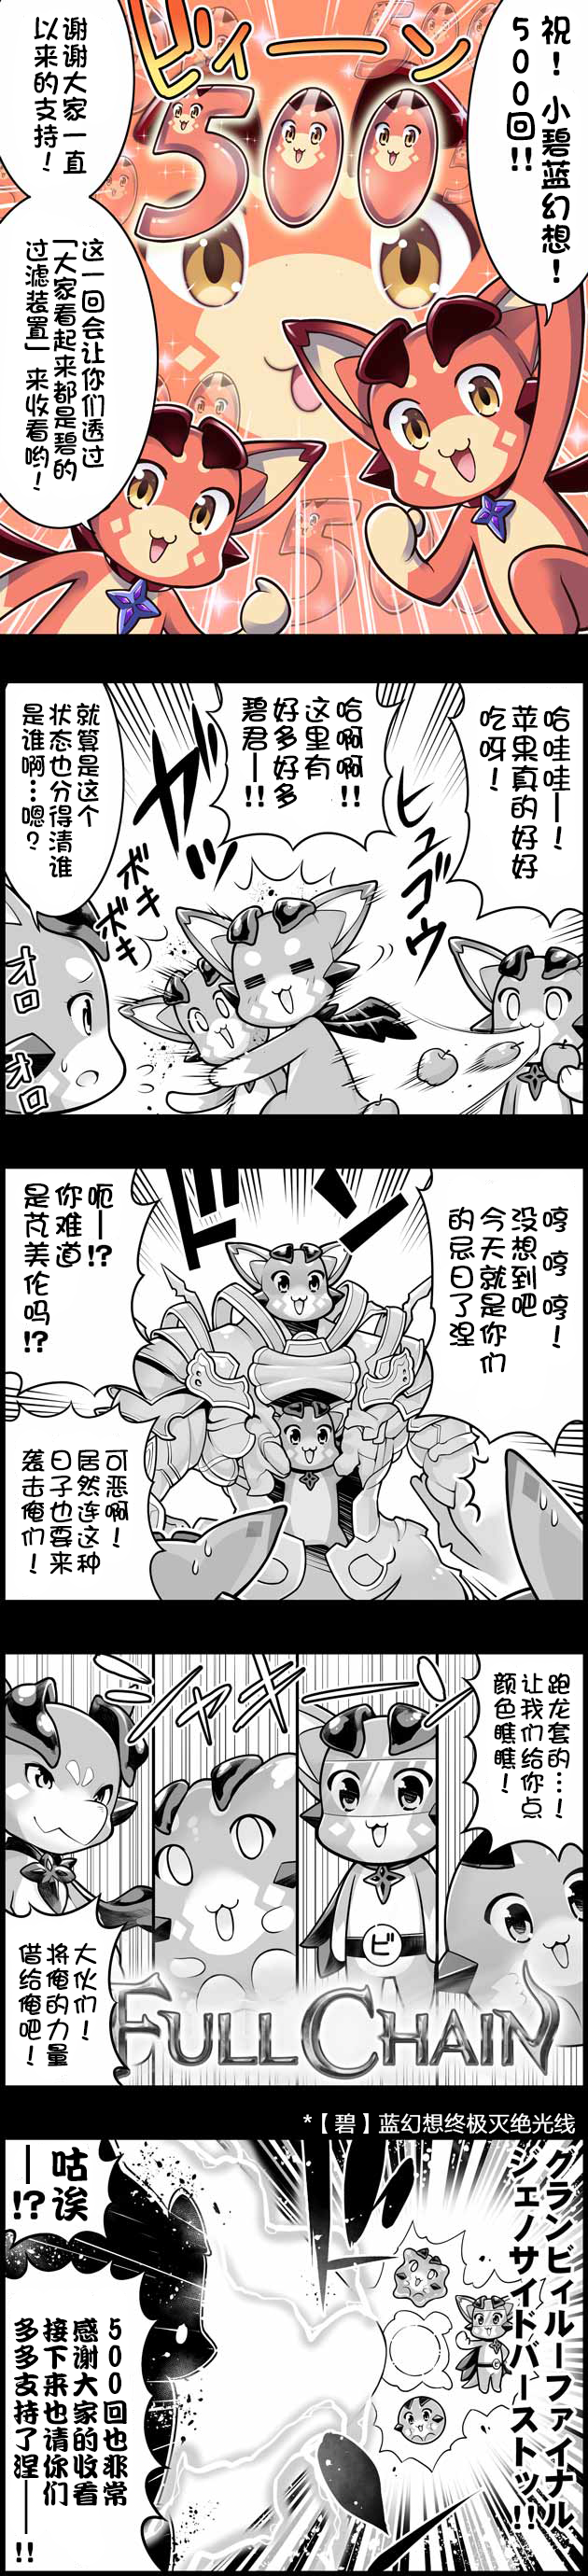 祝！小碧蓝幻想！
500回!!
ビィーン
500
谢谢大家一直
以来的支持！
这一回会让你们透过
「大家看起来都是碧的
过滤装置」来收看哟！
哈哇哇—！
苹果真的好好
吃呀！
ヒュゴウ
哈啊啊!!
这里有
好多好多
碧君—!!
ガバッ
ボキ
ボキ
就算是这个
状态也分得清谁
是谁啊…嗯？
オロ
オロ
哼哼哼！
没想到吧
今天就是你们
的忌日了涅
ドーン
呃—!?
你难道
是芃美伦吗!?
可恶啊！
居然连这种
日子也要来
袭击俺们！
跑龙套的…！
让我们给你点
颜色瞧瞧！
ジャキーン
ビ
大伙们！
将俺的力量
借给俺吧！
FULL CHAIN
*【碧】蓝幻想终极灭绝光线
グランビィルーファイナル
ジェノサイドバーストッ!!
咕诶
—!?
500回也非常
感谢大家的收看
接下来也请你们
多多支持了涅——!!